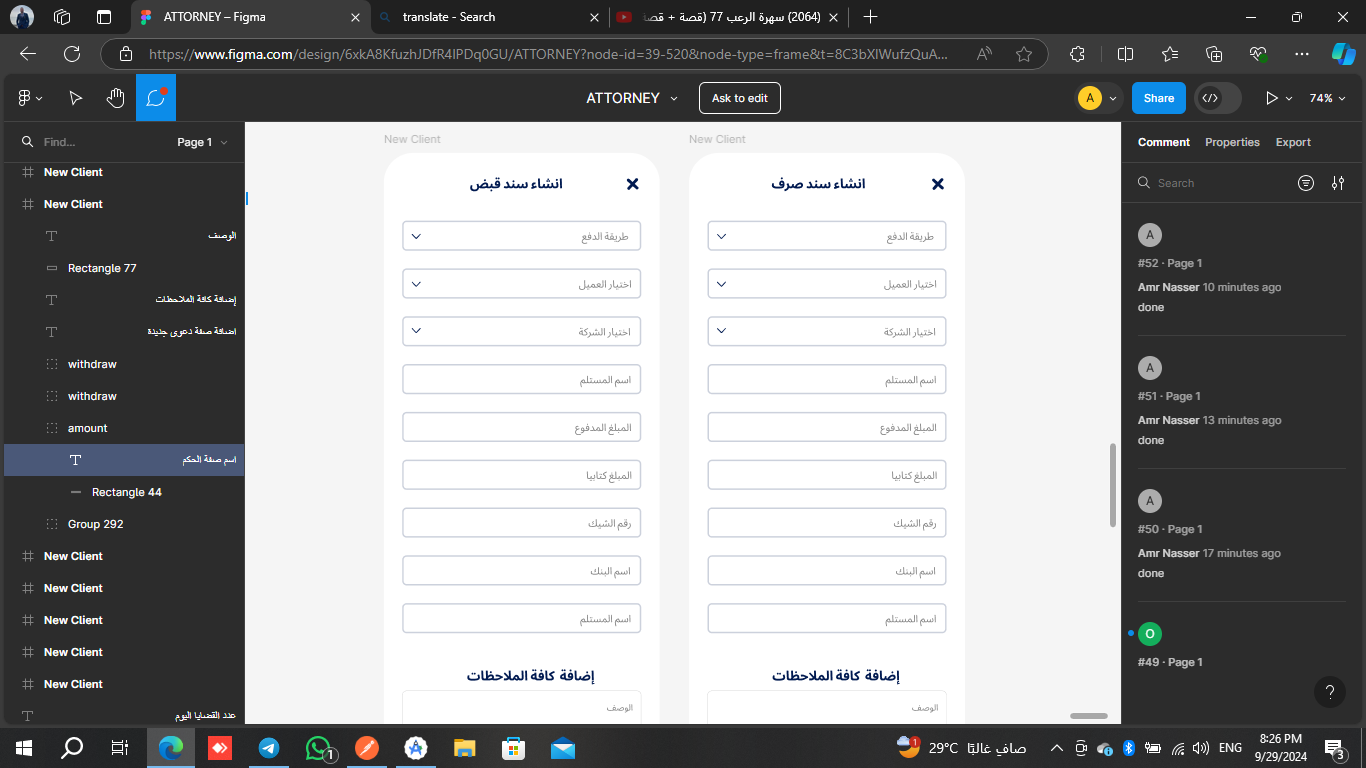 ATTORNEY – Figma
translate - Search
(2064) سهرة الرعب 77 (قصة + قصا
https://www.figma.com/design/6xkA8KfuzhJDfR4lPDq0GU/ATTORNEY?node-id=39-520&node-type=frame&t=8C3bXlWufzQuA...
ATTORNEY
Ask to edit
A
Share
74%
Find...
Page 1
New Client
New Client
الوصف
Rectangle 77
إضافة كافة الملاحظات
اضافة صفة دعوى جديدة
withdraw
withdraw
amount
اسم صفة الحكم
Rectangle 44
Group 292
New Client
New Client
New Client
New Client
New Client
عدد القضايا اليوم
New Client
انشاء سند قبض
طريقة الدفع
اختيار العميل
اختيار الشركة
اسم المستلم
المبلغ المدفوع
المبلغ كتابيا
رقم الشيك
اسم البنك
اسم المستلم
إضافة كافة الملاحظات
الوصف
New Client
انشاء سند صرف
طريقة الدفع
اختيار العميل
اختيار الشركة
اسم المستلم
المبلغ المدفوع
المبلغ كتابيا
رقم الشيك
اسم البنك
اسم المستلم
إضافة كافة الملاحظات
الوصف
Comment
Properties
Export
Search
A
#52 · Page 1
Amr Nasser 10 minutes ago
done
A
#51 · Page 1
Amr Nasser 13 minutes ago
done
A
#50 · Page 1
Amr Nasser 17 minutes ago
done
O
#49 · Page 1
?
1
1
29°C صافٍ غالبًا
ENG
8:26 PM
9/29/2024
3